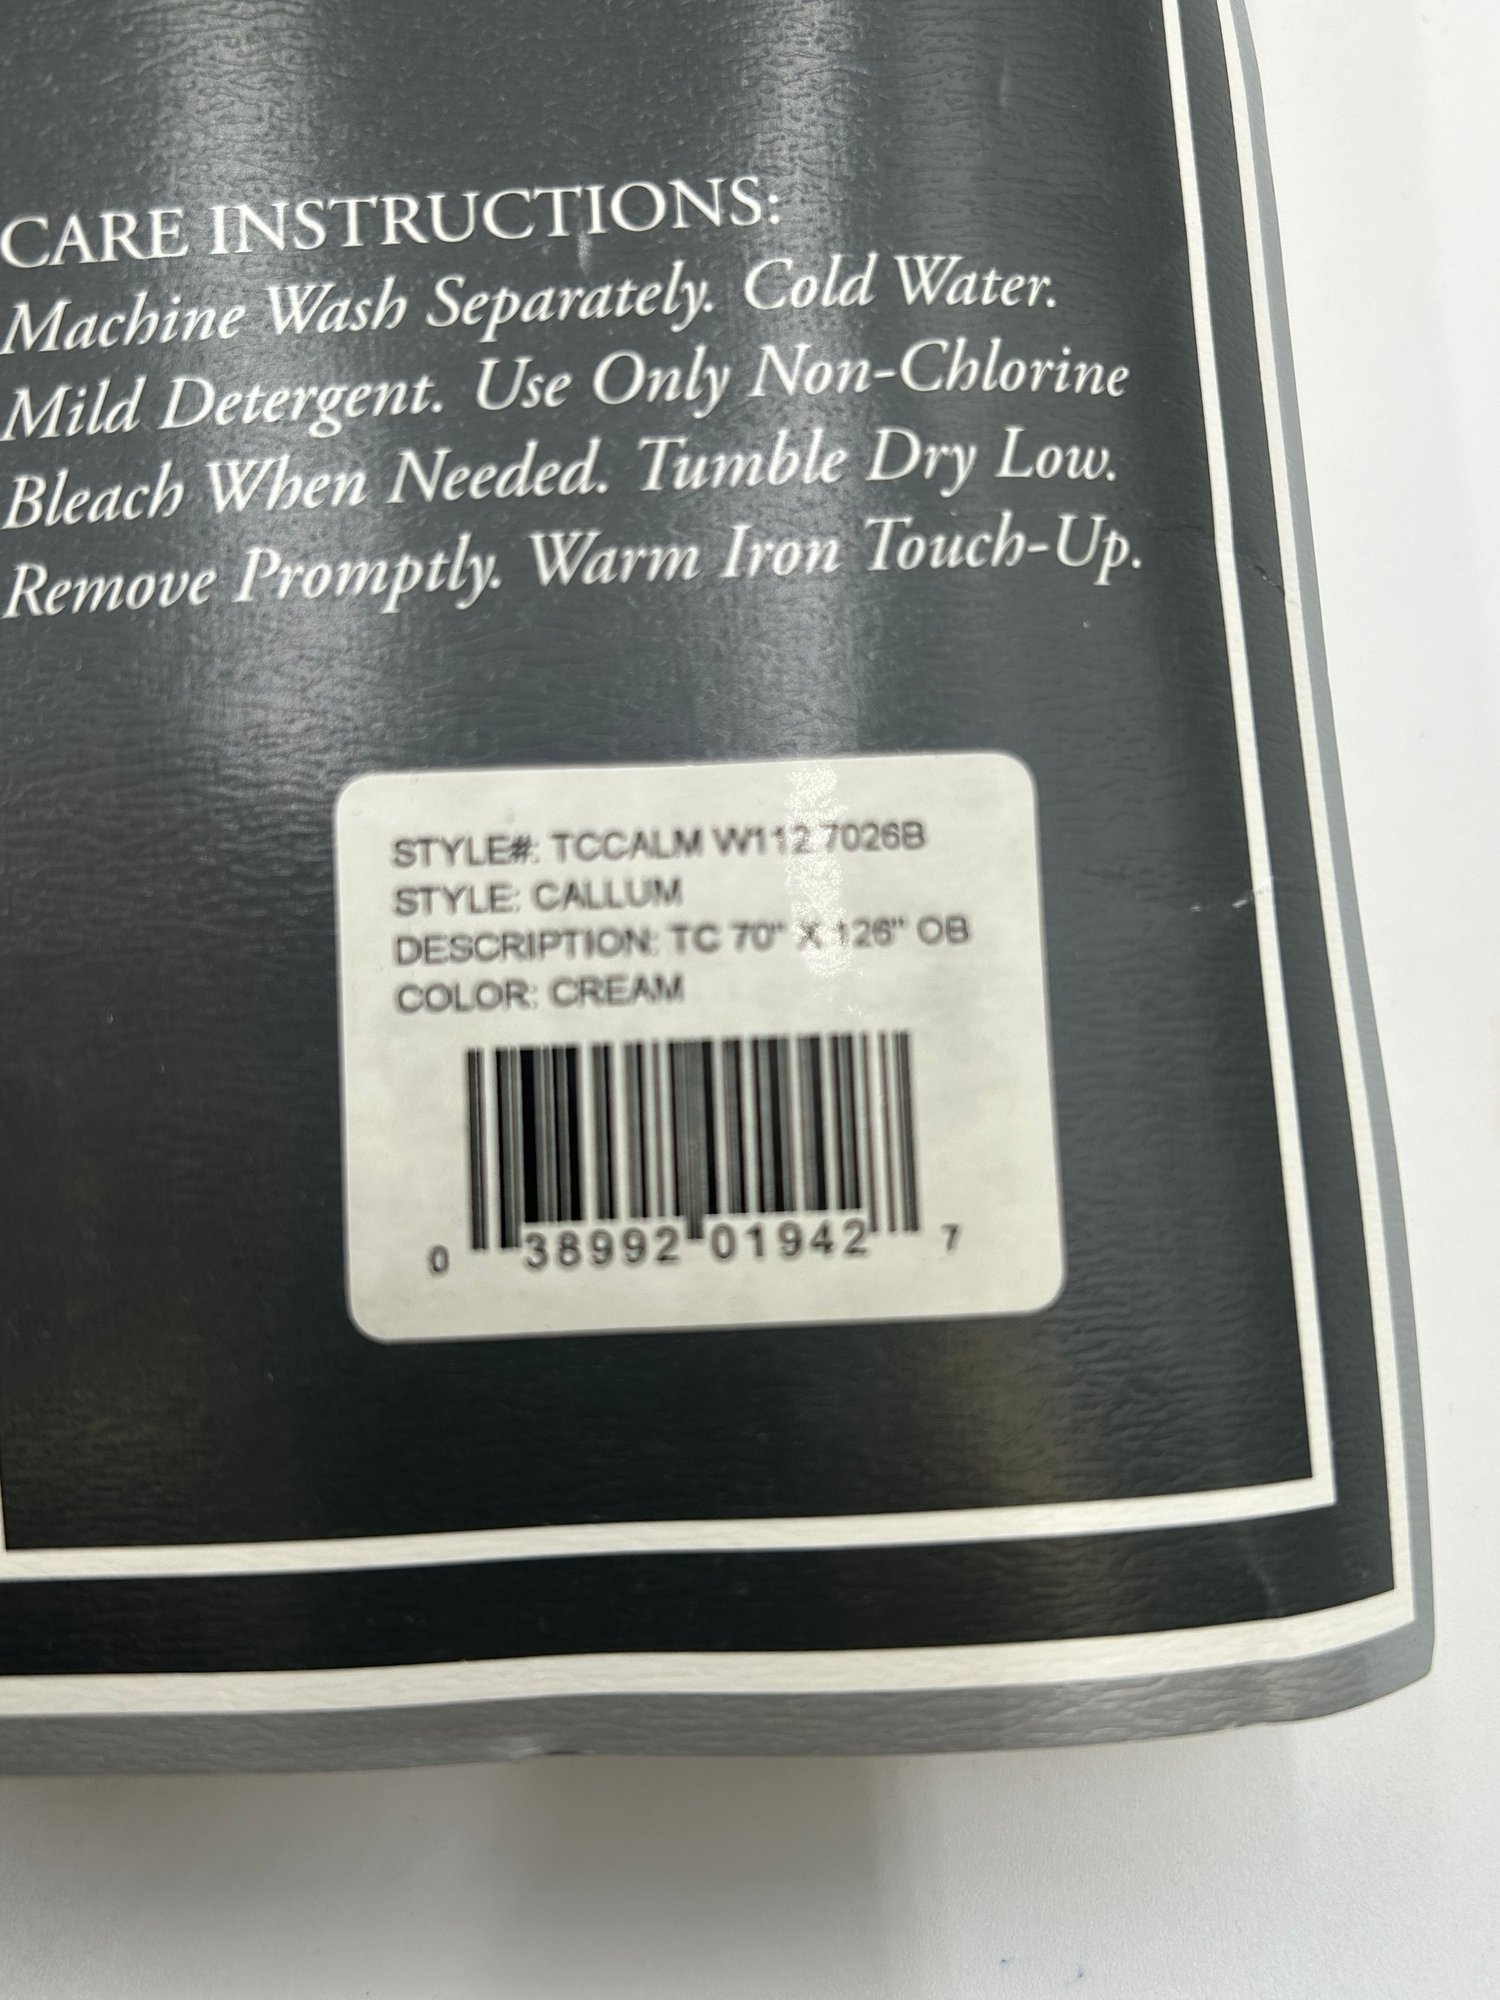 CARE INSTRUCTIONS:
Machine Wash Separately. Cold Water.
Mild Detergent. Use Only Non-Chlorine
Bleach When Needed. Tumble Dry Low.
Remove Promptly. Warm Iron Touch-Up.
STYLE#: TCCALM W112 7026B
STYLE: CALLUM
DESCRIPTION: TC 70" X 126" OB
COLOR: CREAM
0 38992 01942 7